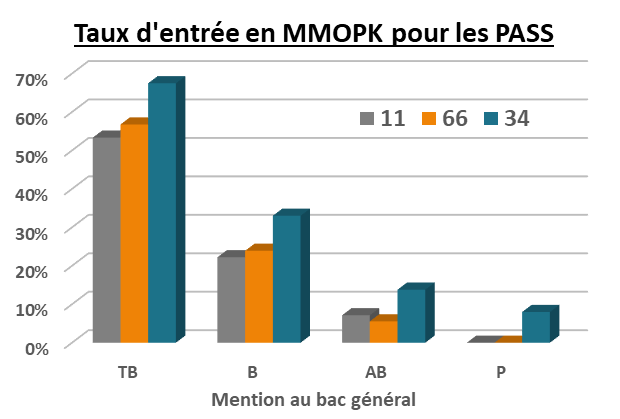 Taux d'entrée en MMOPK pour les PASS
70%
60%
50%
40%
30%
20%
10%
0%
11 66 34
TB B AB P
Mention au bac général